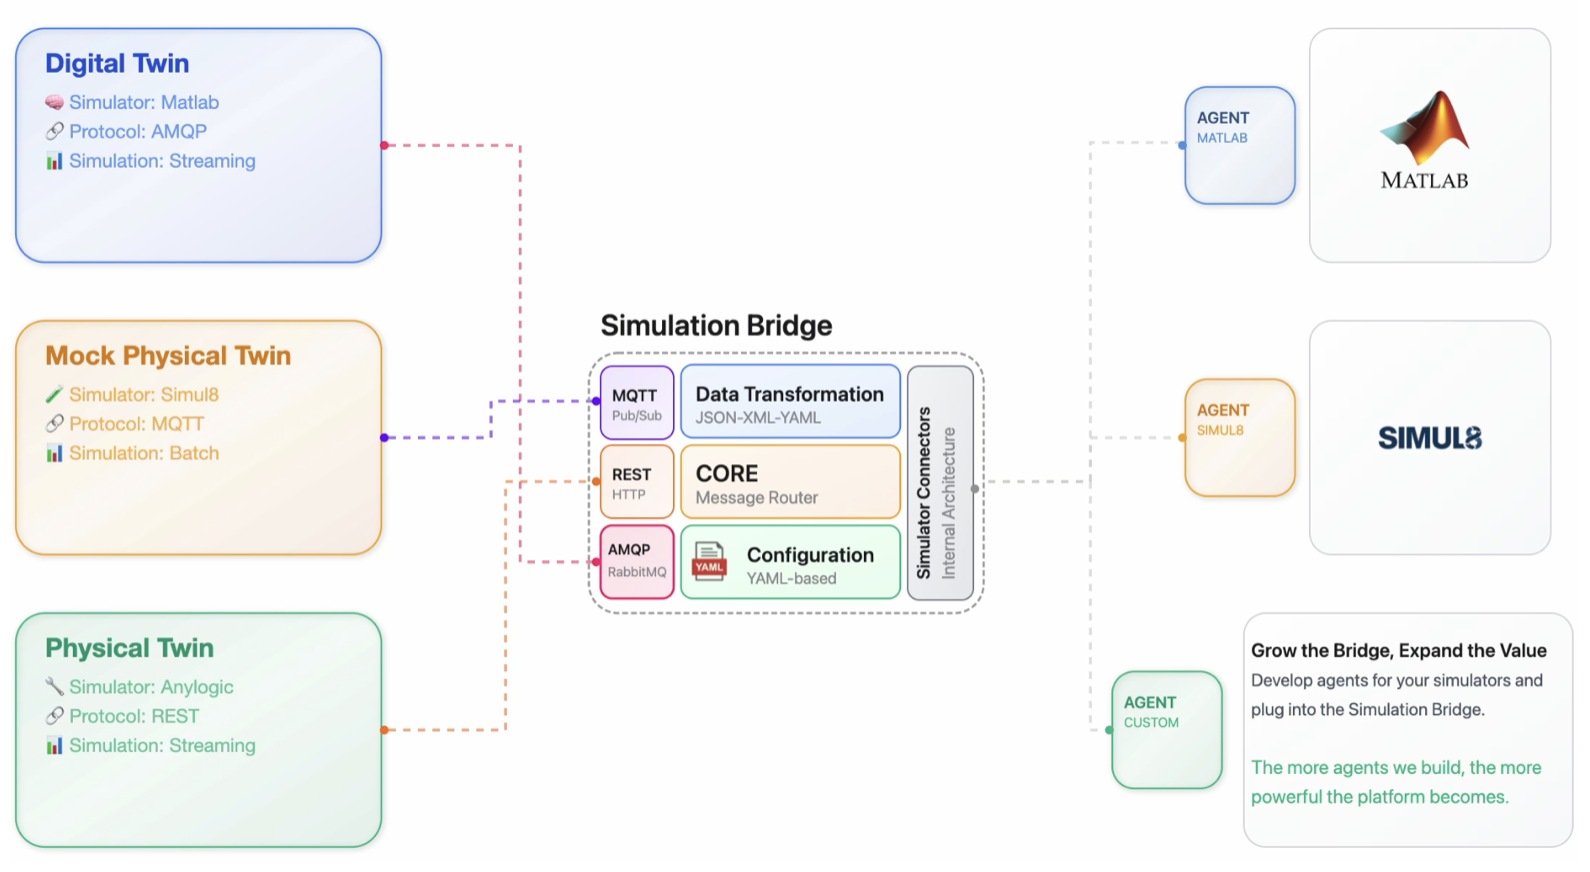 Digital Twin
Simulator: Matlab
Protocol: AMQP
Simulation: Streaming
Mock Physical Twin
Simulator: Simul8
Protocol: MQTT
Simulation: Batch
Physical Twin
Simulator: Anylogic
Protocol: REST
Simulation: Streaming
Simulation Bridge
MQTT
Pub/Sub
Data Transformation
JSON-XML-YAML
REST
HTTP
CORE
Message Router
AMQP
RabbitMQ
YAML
Configuration
YAML-based
Simulator Connectors
Internal Architecture
AGENT
MATLAB
MATLAB
AGENT
SIMUL8
SIMUL8
AGENT
CUSTOM
Grow the Bridge, Expand the Value
Develop agents for your simulators and
plug into the Simulation Bridge.
The more agents we build, the more
powerful the platform becomes.